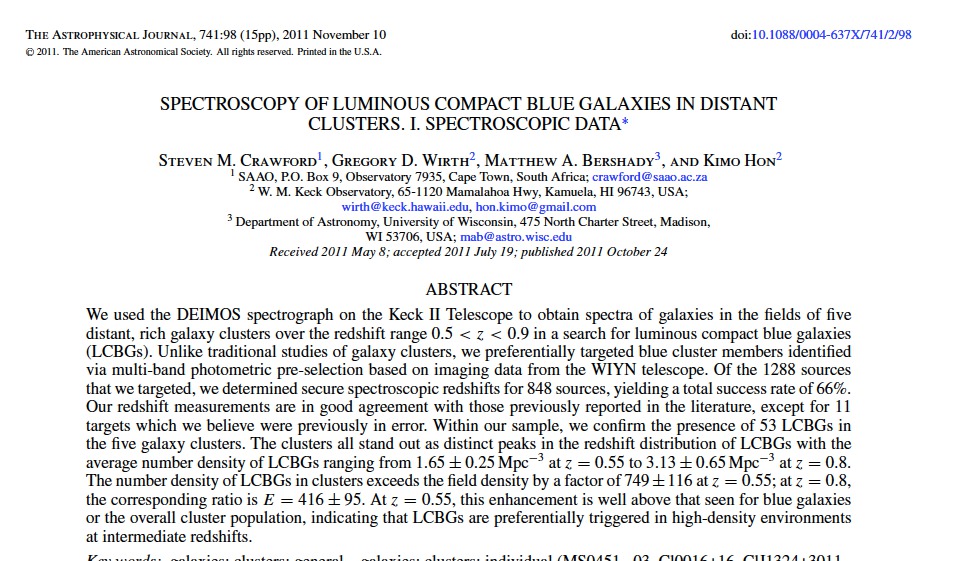 THE ASTROPHYSICAL JOURNAL, 741:98 (15pp), 2011 November 10
doi:10.1088/0004-637X/741/2/98
© 2011. The American Astronomical Society. All rights reserved. Printed in the U.S.A.
SPECTROSCOPY OF LUMINOUS COMPACT BLUE GALAXIES IN DISTANT
CLUSTERS. I. SPECTROSCOPIC DATA*
STEVEN M. CRAWFORD1, GREGORY D. WIRTH2, MATTHEW A. BERSHADY3, AND KIMO HON2
1 SAAO, P.O. Box 9, Observatory 7935, Cape Town, South Africa; crawford@saao.ac.za
2 W. M. Keck Observatory, 65-1120 Mamalahoa Hwy, Kamuela, HI 96743, USA;
wirth@keck.hawaii.edu, hon.kimo@gmail.com
3 Department of Astronomy, University of Wisconsin, 475 North Charter Street, Madison,
WI 53706, USA; mab@astro.wisc.edu
Received 2011 May 8; accepted 2011 July 19; published 2011 October 24
ABSTRACT
We used the DEIMOS spectrograph on the Keck II Telescope to obtain spectra of galaxies in the fields of five
distant, rich galaxy clusters over the redshift range 0.5 < z < 0.9 in a search for luminous compact blue galaxies
(LCBGs). Unlike traditional studies of galaxy clusters, we preferentially targeted blue cluster members identified
via multi-band photometric pre-selection based on imaging data from the WIYN telescope. Of the 1288 sources
that we targeted, we determined secure spectroscopic redshifts for 848 sources, yielding a total success rate of 66%.
Our redshift measurements are in good agreement with those previously reported in the literature, except for 11
targets which we believe were previously in error. Within our sample, we confirm the presence of 53 LCBGs in
the five galaxy clusters. The clusters all stand out as distinct peaks in the redshift distribution of LCBGs with the
average number density of LCBGs ranging from 1.65 ± 0.25 Mpc−3 at z = 0.55 to 3.13 ± 0.65 Mpc−3 at z = 0.8.
The number density of LCBGs in clusters exceeds the field density by a factor of 749 ± 116 at z = 0.55; at z = 0.8,
the corresponding ratio is E = 416 ± 95. At z = 0.55, this enhancement is well above that seen for blue galaxies
or the overall cluster population, indicating that LCBGs are preferentially triggered in high-density environments
at intermediate redshifts.
Key words: galaxies: clusters: general – galaxies: clusters: individual